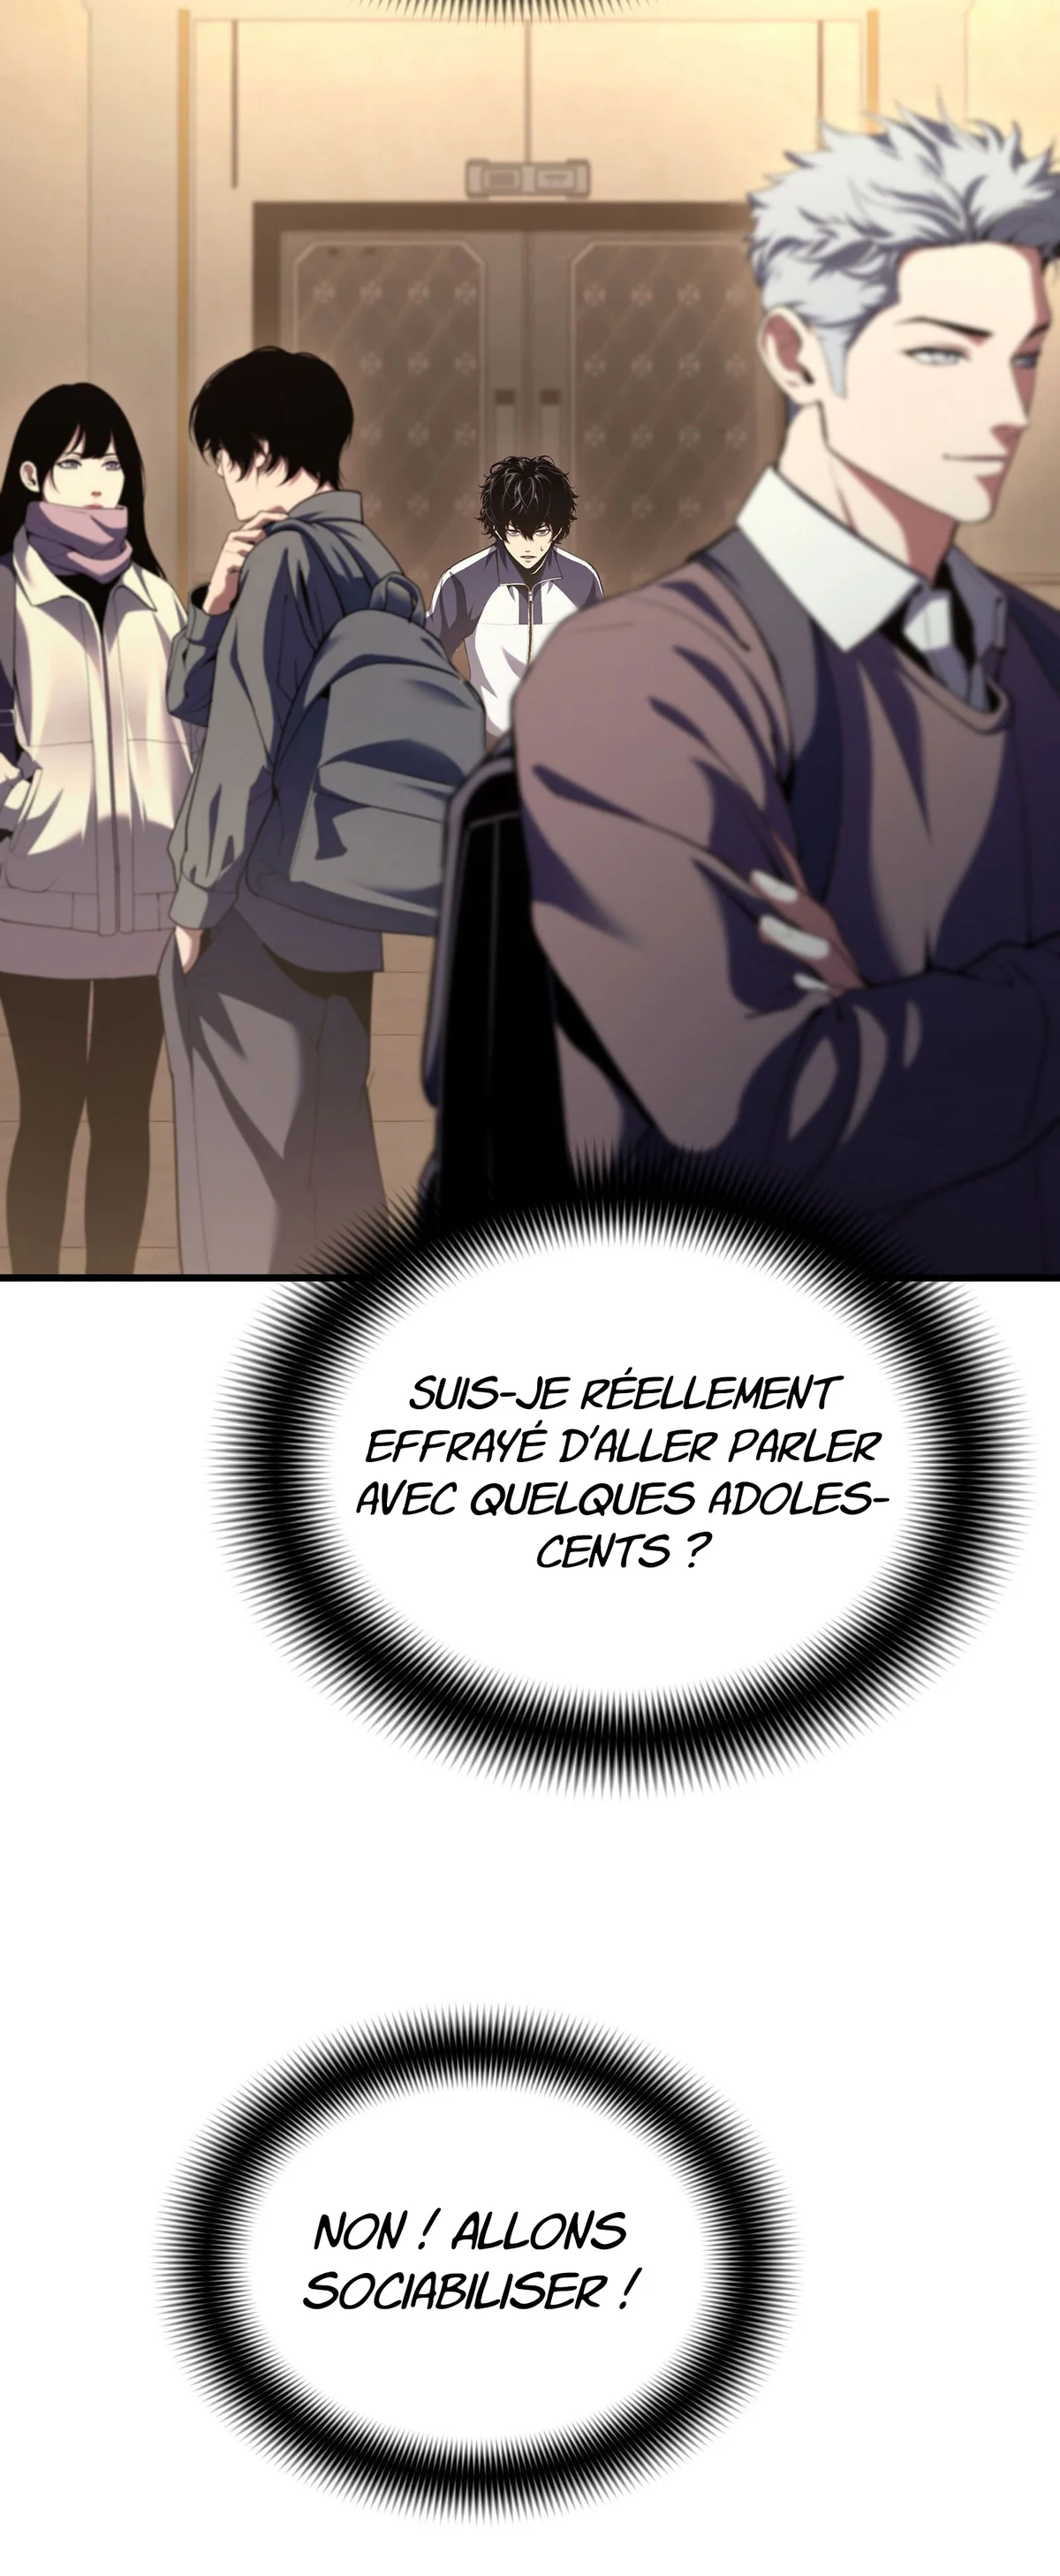 SUIS-JE RÉELLEMENT
EFFRAYÉ D'ALLER PARLER
AVEC QUELQUES ADOLES-
CENTS ?
NON ! ALLONS
SOCIABILISER !